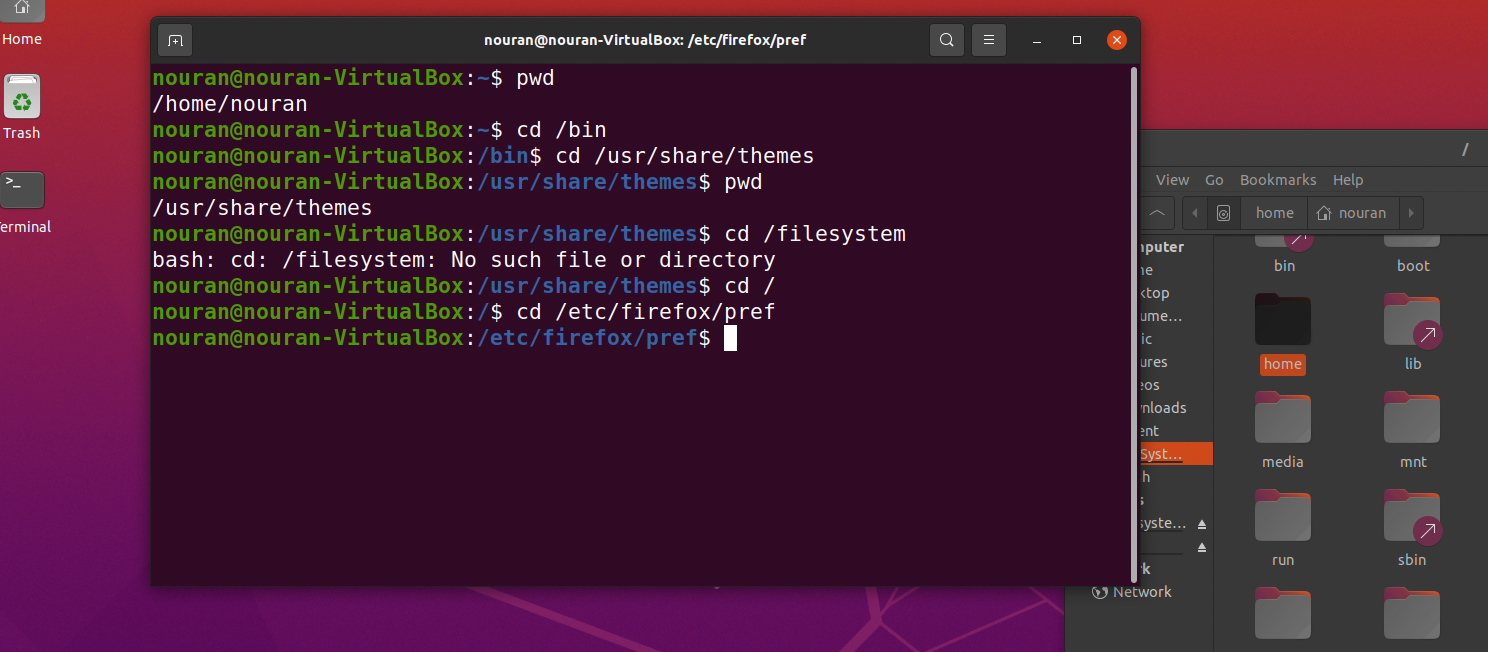 Home
Trash
>_
erminal
nouran@nouran-VirtualBox: /etc/firefox/pref
nouran@nouran-VirtualBox:~$ pwd
/home/nouran
nouran@nouran-VirtualBox:~$ cd /bin
nouran@nouran-VirtualBox:/bin$ cd /usr/share/themes
nouran@nouran-VirtualBox:/usr/share/themes$ pwd
/usr/share/themes
nouran@nouran-VirtualBox:/usr/share/themes$ cd /filesystem
bash: cd: /filesystem: No such file or directory
nouran@nouran-VirtualBox:/usr/share/themes$ cd /
nouran@nouran-VirtualBox:/$ cd /etc/firefox/pref
nouran@nouran-VirtualBox:/etc/firefox/pref$
/
View Go Bookmarks Help
home nouran
mputer
me
ktop
ume...
ic
ures
eos
nloads
ent
Syst...
h
s
syste...
rk
Network
bin boot
home lib
media mnt
run sbin